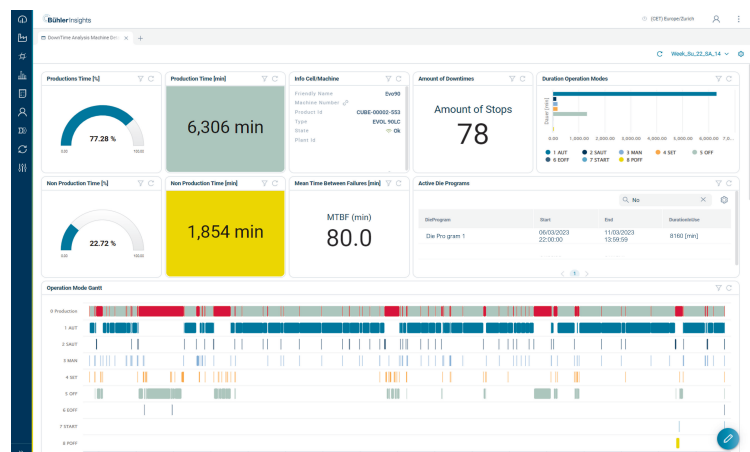 BühlerInsights
(CET) Europe/Zurich
DownTime Analysis Machine Dri
Week_Su_22_SA_14
Productions Time [%]
77.28 %
0.00
100.00
Production Time [min]
6,306 min
Info Cell/Machine
Friendly Name
Evo90
Machine Number
Product Id
CUBE-00002-553
Type
EVOL 90LC
State
Ok
Plant Id
Amount of Downtimes
Amount of Stops
78
Duration Operation Modes
Dauer [min]
0.00 1,000.00 2,000.00 3,000.00 4,000.00 5,000.00 6,000.00 7,0...
1 AUT 2 SAUT 3 MAN 4 SET 5 OFF
6 EOFF 7 START 8 POFF
Non Production Time [%]
22.72 %
0.00
100.00
Non Production Time [min]
1,854 min
Mean Time Between Failures [min]
MTBF (min)
80.0
Active Die Programs
No
DieProgram
Start
End
Durationdelber
Die Pro gram 1
06/03/2023
22:00:00
11/03/2023
13:59:59
8160 [min]
1
Operation Mode Gantt
0 Production
1 AUT
2 SAUT
3 MAN
4 SET
5 OFF
6 EOFF
7 START
8 POFF